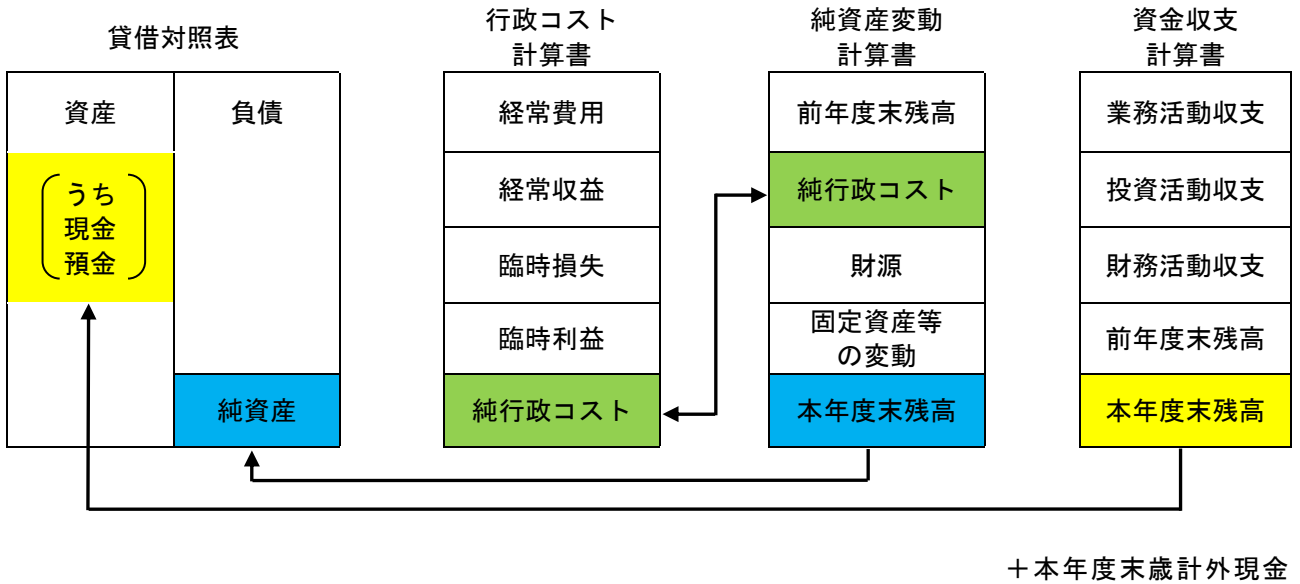 貸借対照表
資産
負債
うち
現金
預金
純資産
行政コスト
計算書
経常費用
経常収益
臨時損失
臨時利益
純行政コスト
純資産変動
計算書
前年度末残高
純行政コスト
財源
固定資産等
の変動
本年度末残高
資金収支
計算書
業務活動収支
投資活動収支
財務活動収支
前年度末残高
本年度末残高
＋本年度末歳計外現金